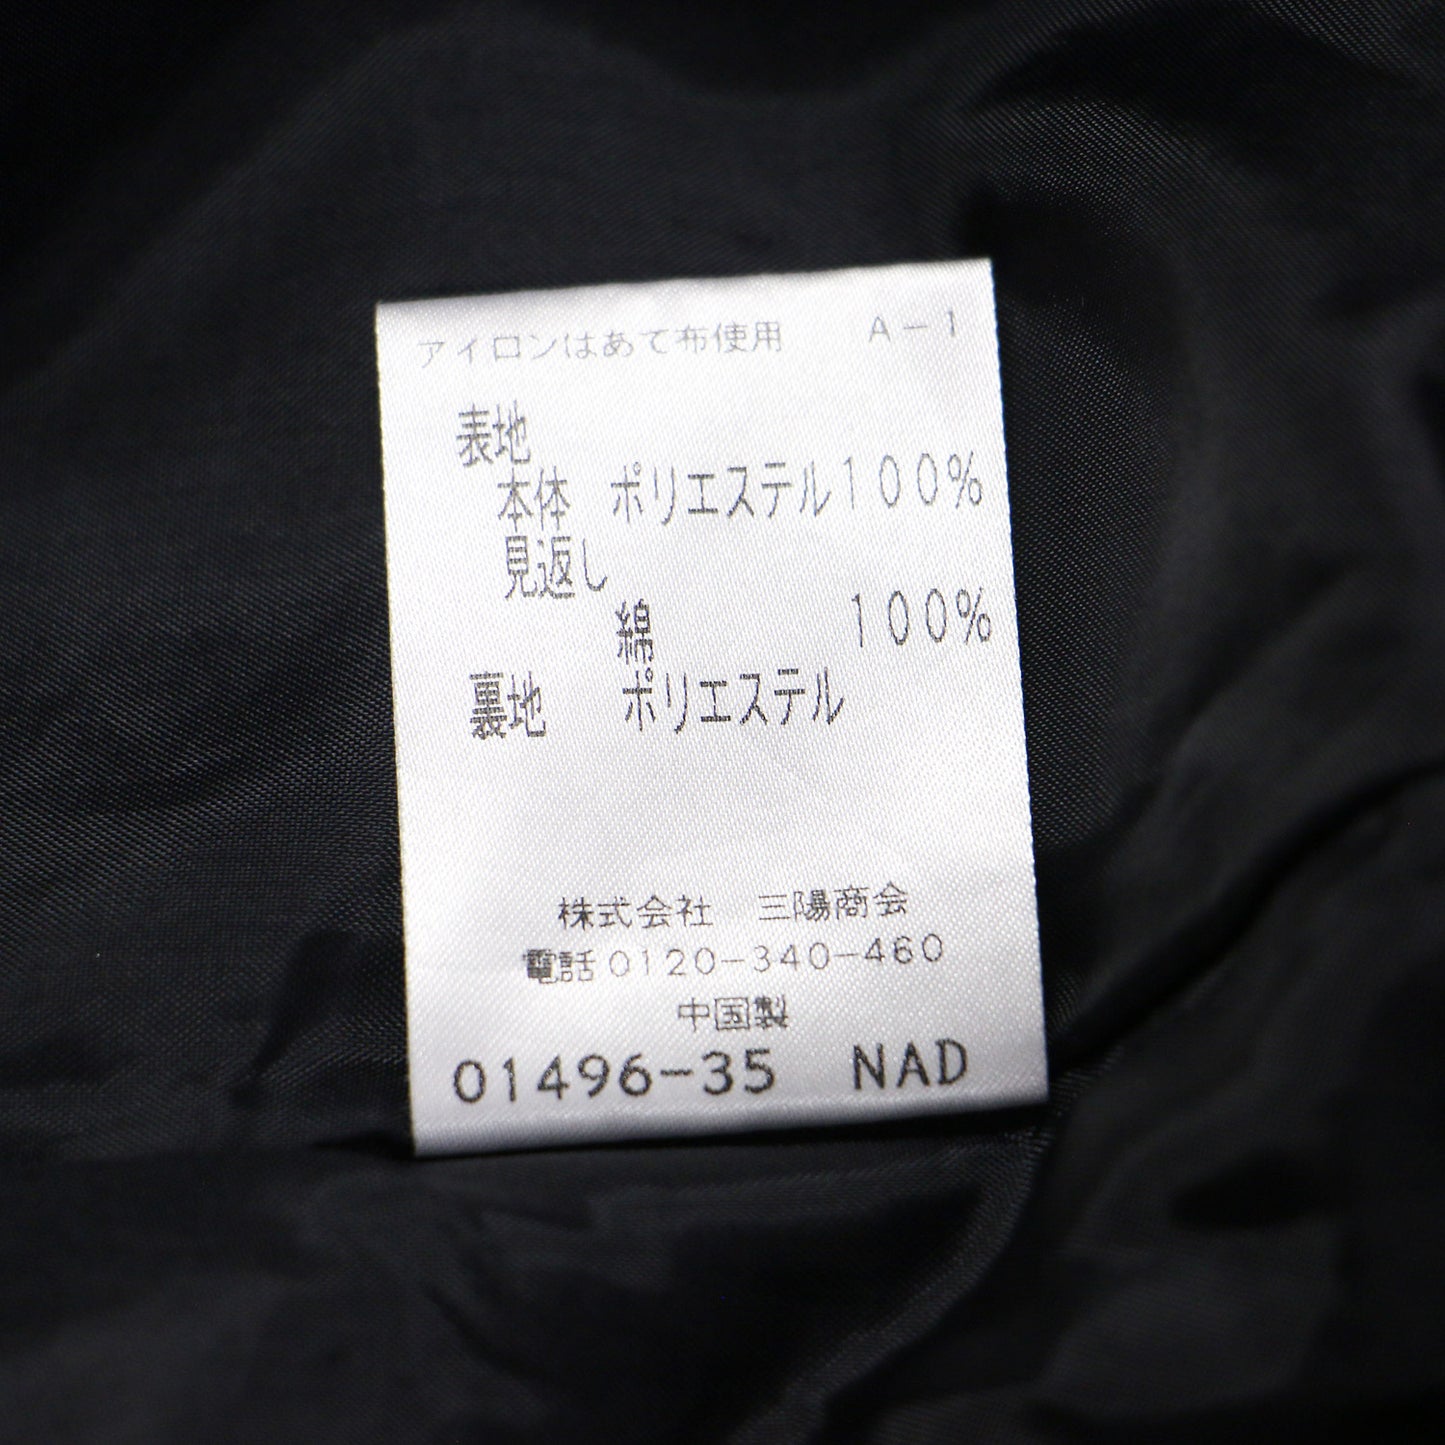 アイロンはあて布使用 A-1
表地
本体 ポリエステル100%
見返し
綿 100%
裏地 ポリエステル
株式会社 三陽商会
電話0120-340-460
中国製
01496-35 NAD